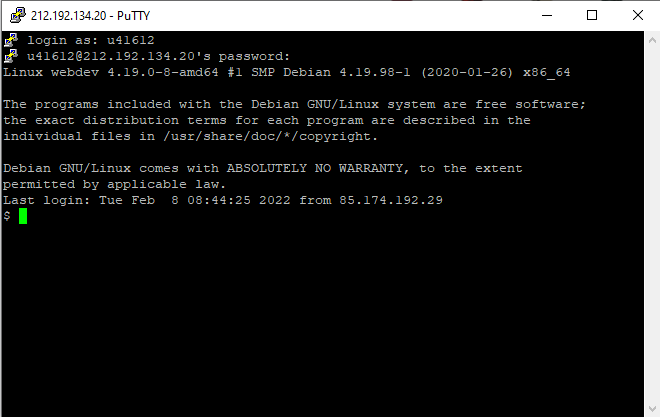 212.192.134.20 - PuTTY
login as: u41612
u41612@212.192.134.20's password:
Linux webdev 4.19.0-8-amd64 #1 SMP Debian 4.19.98-1 (2020-01-26) x86_64
The programs included with the Debian GNU/Linux system are free software;
the exact distribution terms for each program are described in the
individual files in /usr/share/doc/*/copyright.
Debian GNU/Linux comes with ABSOLUTELY NO WARRANTY, to the extent
permitted by applicable law.
Last login: Tue Feb  8 08:44:25 2022 from 85.174.192.29
$